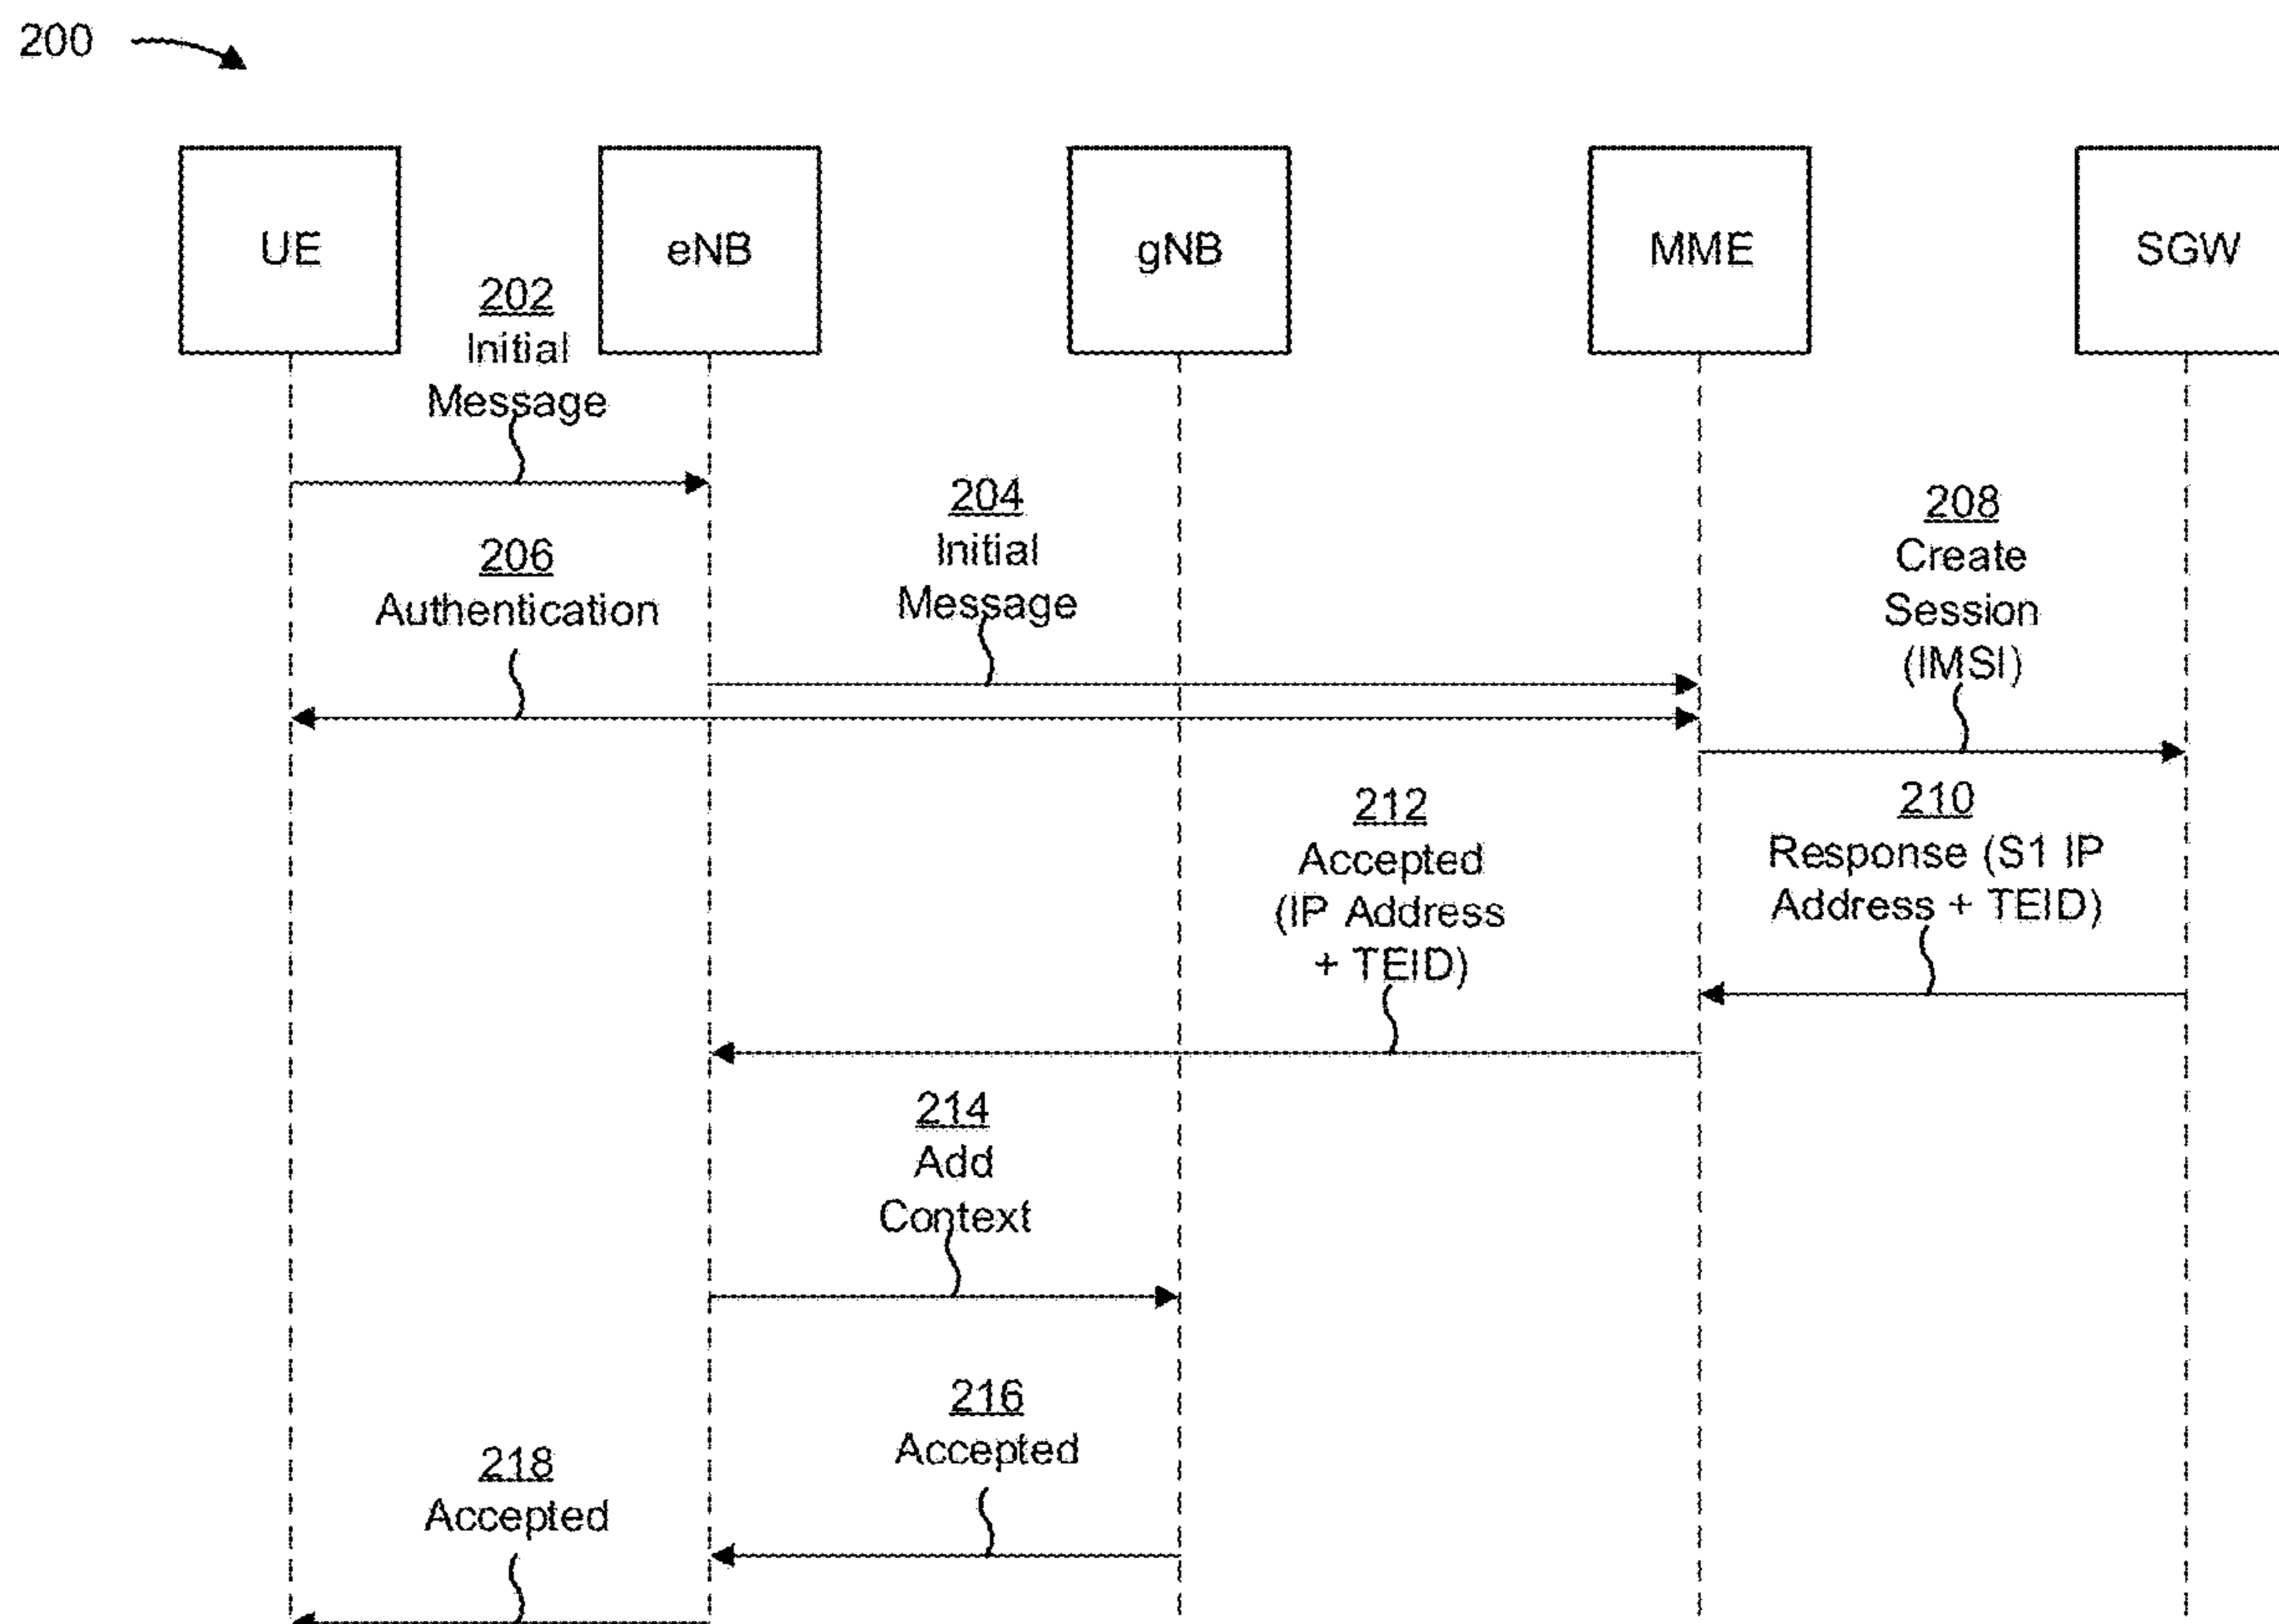 200
UE
eNB
gNB
MME
SGW
202
Initial
Message
204
Initial
Message
206
Authentication
208
Create
Session
(IMSI)
210
Response (S1 IP
Address + TEID)
212
Accepted
(IP Address
+ TEID)
214
Add
Context
216
Accepted
218
Accepted